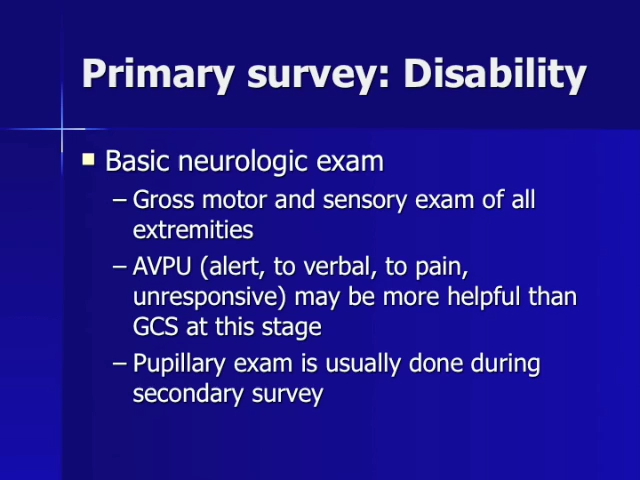 Primary survey: Disability
Basic neurologic exam
– Gross motor and sensory exam of all
extremities
– AVPU (alert, to verbal, to pain,
unresponsive) may be more helpful than
GCS at this stage
– Pupillary exam is usually done during
secondary survey